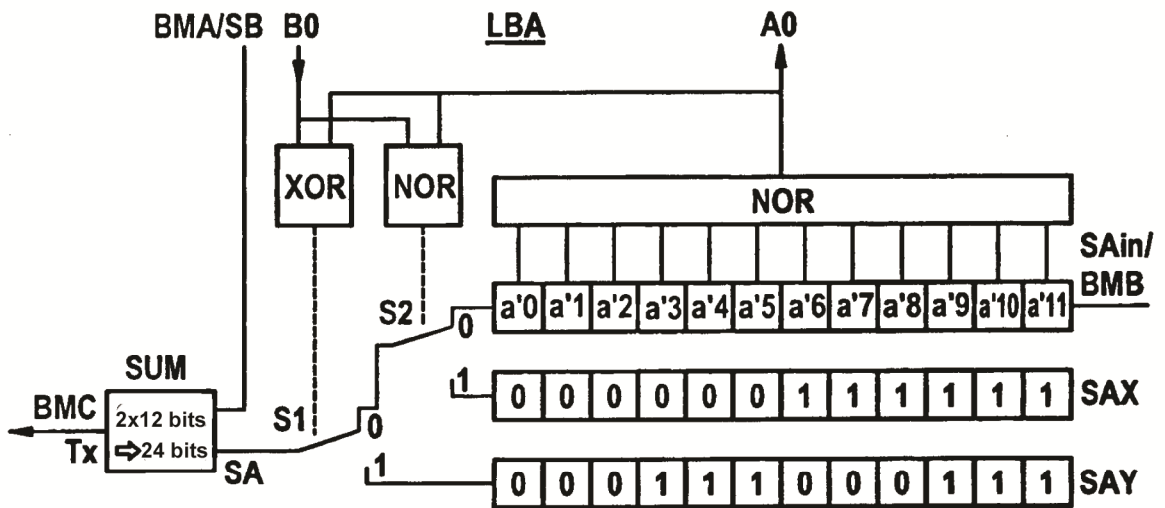 BMA/SB B0 LBA A0
XOR NOR NOR
SAin/
BMB
a'0 a'1 a'2 a'3 a'4 a'5 a'6 a'7 a'8 a'9 a'10 a'11
S2 0
SUM
1 0 0 0 0 0 0 1 1 1 1 1 1 SAX
BMC 2x12 bits S1 0
Tx ⇨24 bits SA
1 0 0 0 1 1 1 0 0 0 1 1 1 SAY